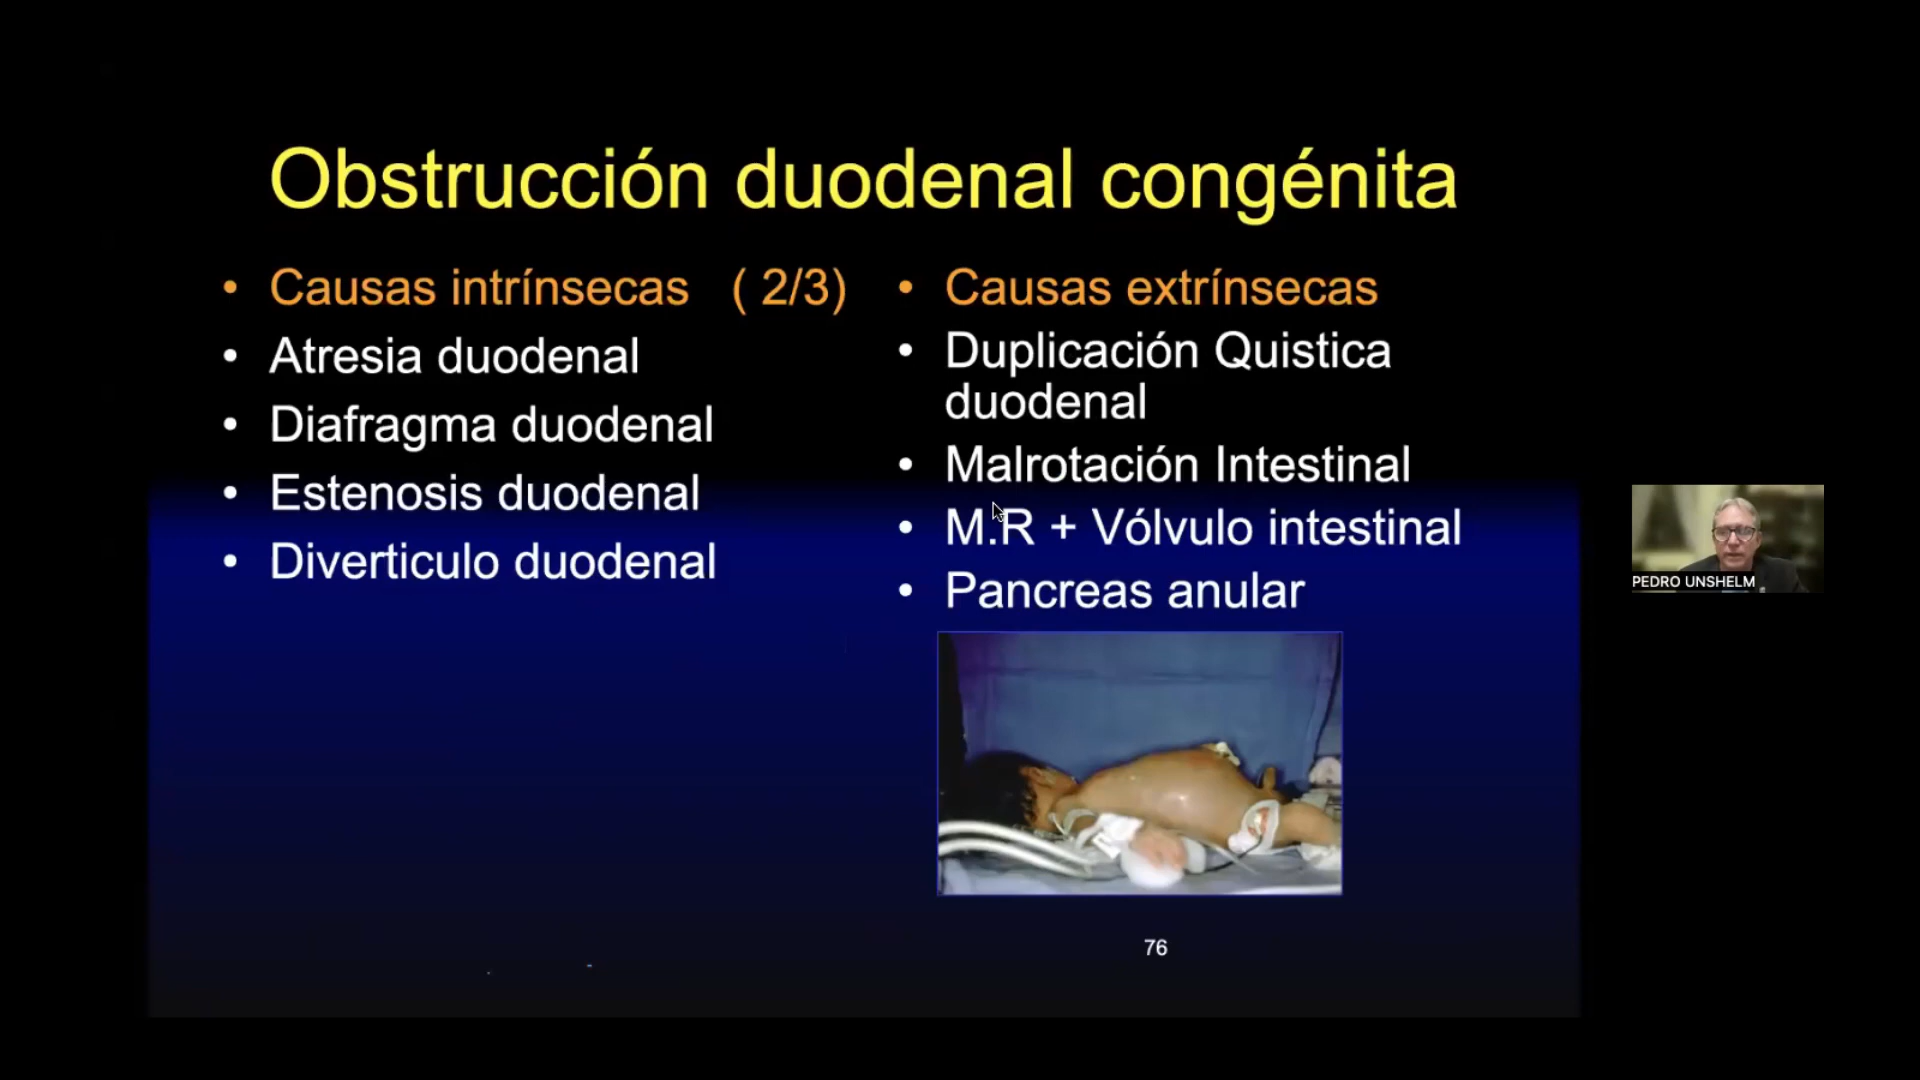 Obstrucción duodenal congénita
• Causas intrínsecas ( 2/3)
• Atresia duodenal
• Diafragma duodenal
• Estenosis duodenal
• Diverticulo duodenal
• Causas extrínsecas
• Duplicación Quistica
duodenal
• Malrotación Intestinal
• M.R + Vólvulo intestinal
• Pancreas anular
76
PEDRO UNSHELM